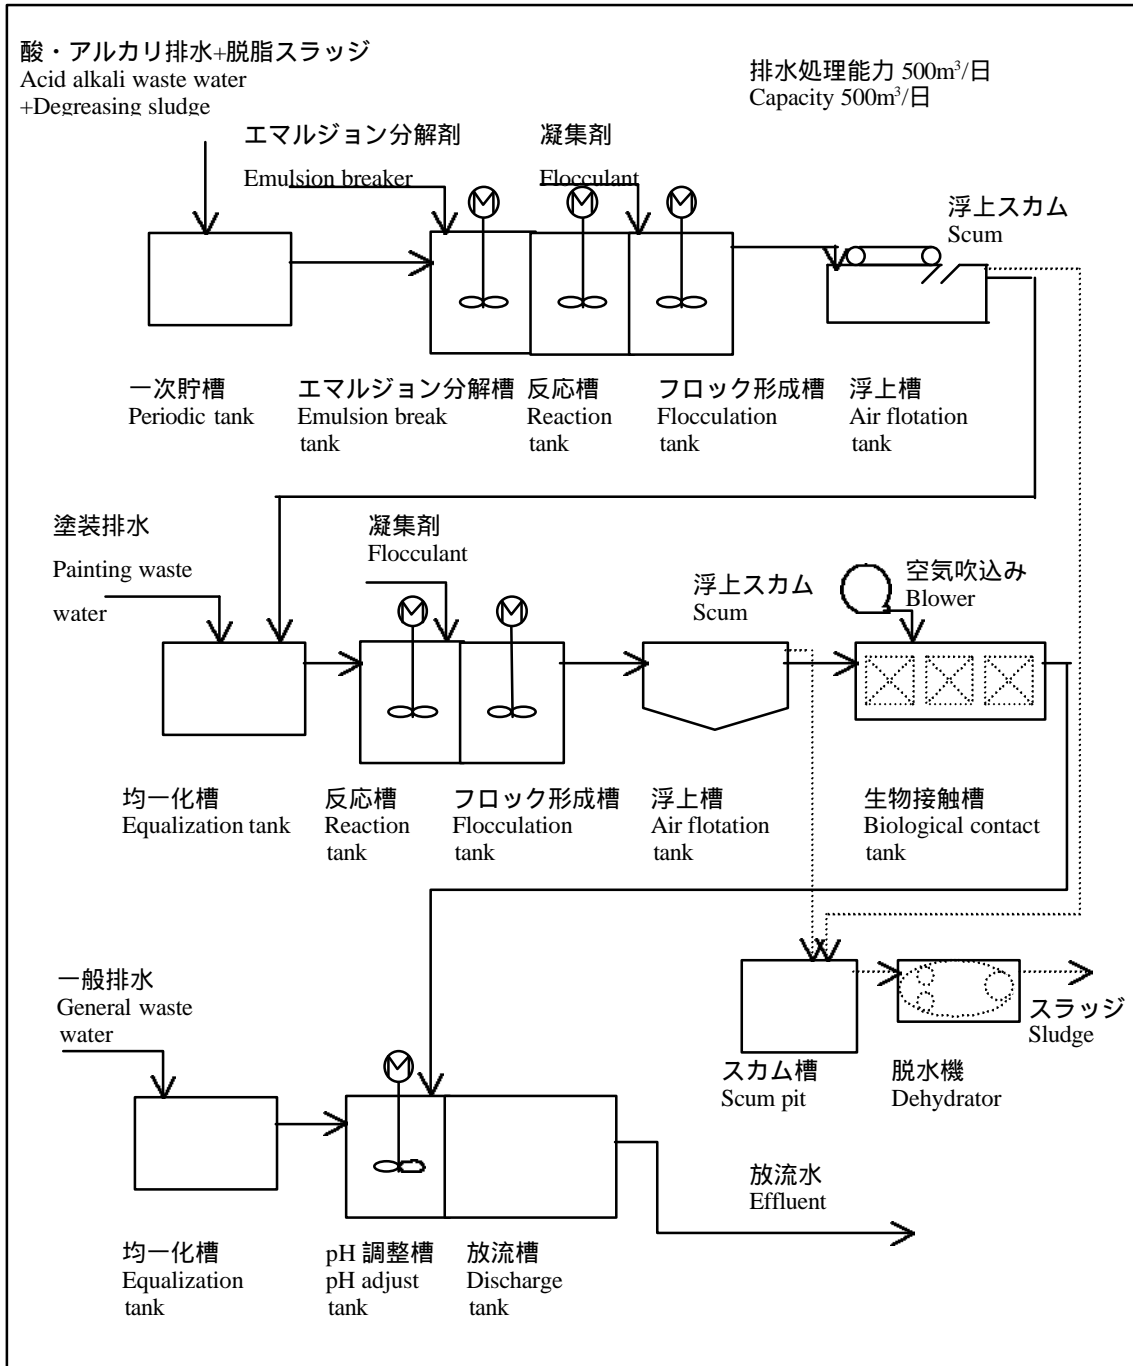 酸・アルカリ排水+脱脂スラッジ
Acid alkali waste water
+Degreasing sludge
排水処理能力 500m³/日
Capacity 500m³/日
エマルジョン分解剤
Emulsion breaker
凝集剤
Flocculant
浮上スカム
Scum
M
M
M
一次貯槽
Periodic tank
エマルジョン分解槽
Emulsion break
tank
反応槽
Reaction
tank
フロック形成槽
Flocculation
tank
浮上槽
Air flotation
tank
塗装排水
Painting waste
water
凝集剤
Flocculant
浮上スカム
Scum
空気吹込み
Blower
M
M
均一化槽
Equalization tank
反応槽
Reaction
tank
フロック形成槽
Flocculation
tank
浮上槽
Air flotation
tank
生物接触槽
Biological contact
tank
一般排水
General waste
water
スラッジ
Sludge
スカム槽
Scum pit
脱水機
Dehydrator
M
放流水
Effluent
均一化槽
Equalization
tank
pH 調整槽
pH adjust
tank
放流槽
Discharge
tank